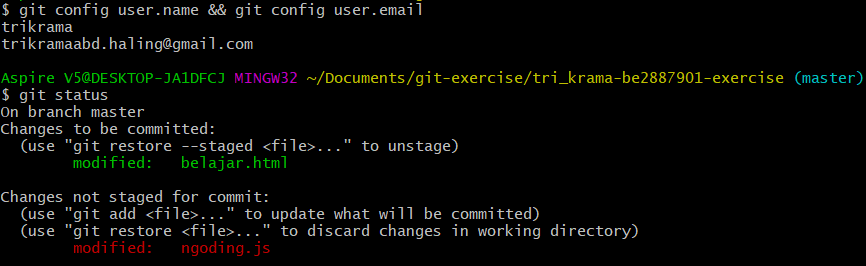 $ git config user.name && git config user.email
trikrama
trikramaabd.haling@gmail.com
Aspire V5@DESKTOP-JA1DFCJ MINGW32 ~/Documents/git-exercise/tri_krama-be2887901-exercise (master)
$ git status
On branch master
Changes to be committed:
  (use "git restore --staged <file>..." to unstage)
        modified:   belajar.html

Changes not staged for commit:
  (use "git add <file>..." to update what will be committed)
  (use "git restore <file>..." to discard changes in working directory)
        modified:   ngoding.js